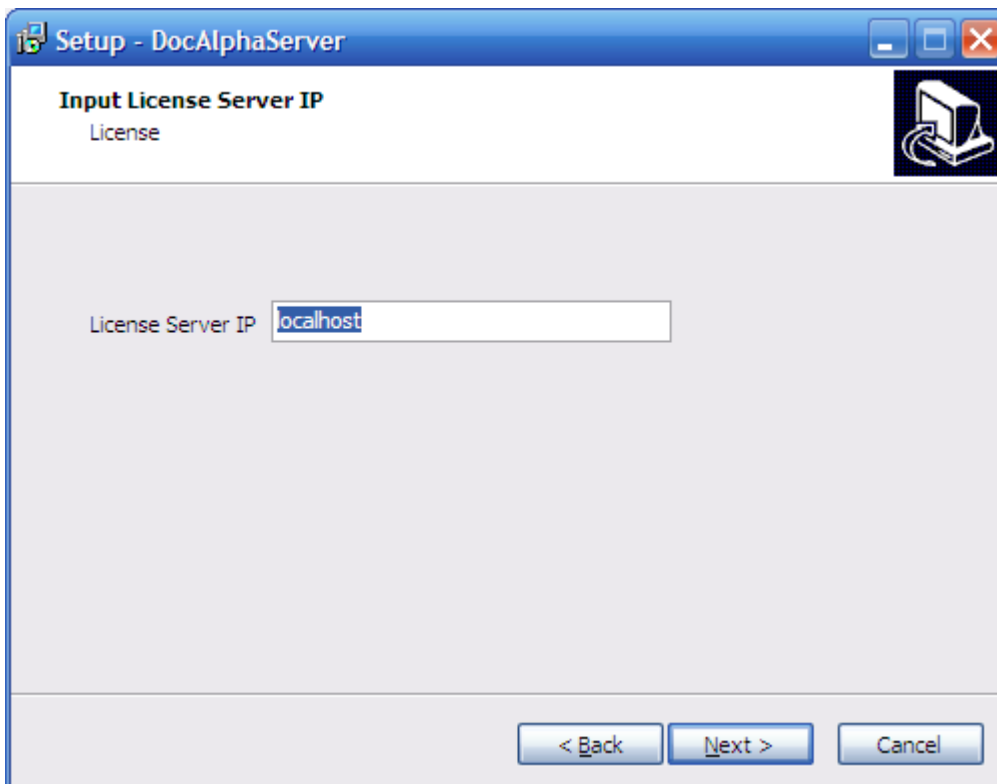 Setup - DocAlphaServer
Input License Server IP
License
License Server IP localhost
< Back Next > Cancel